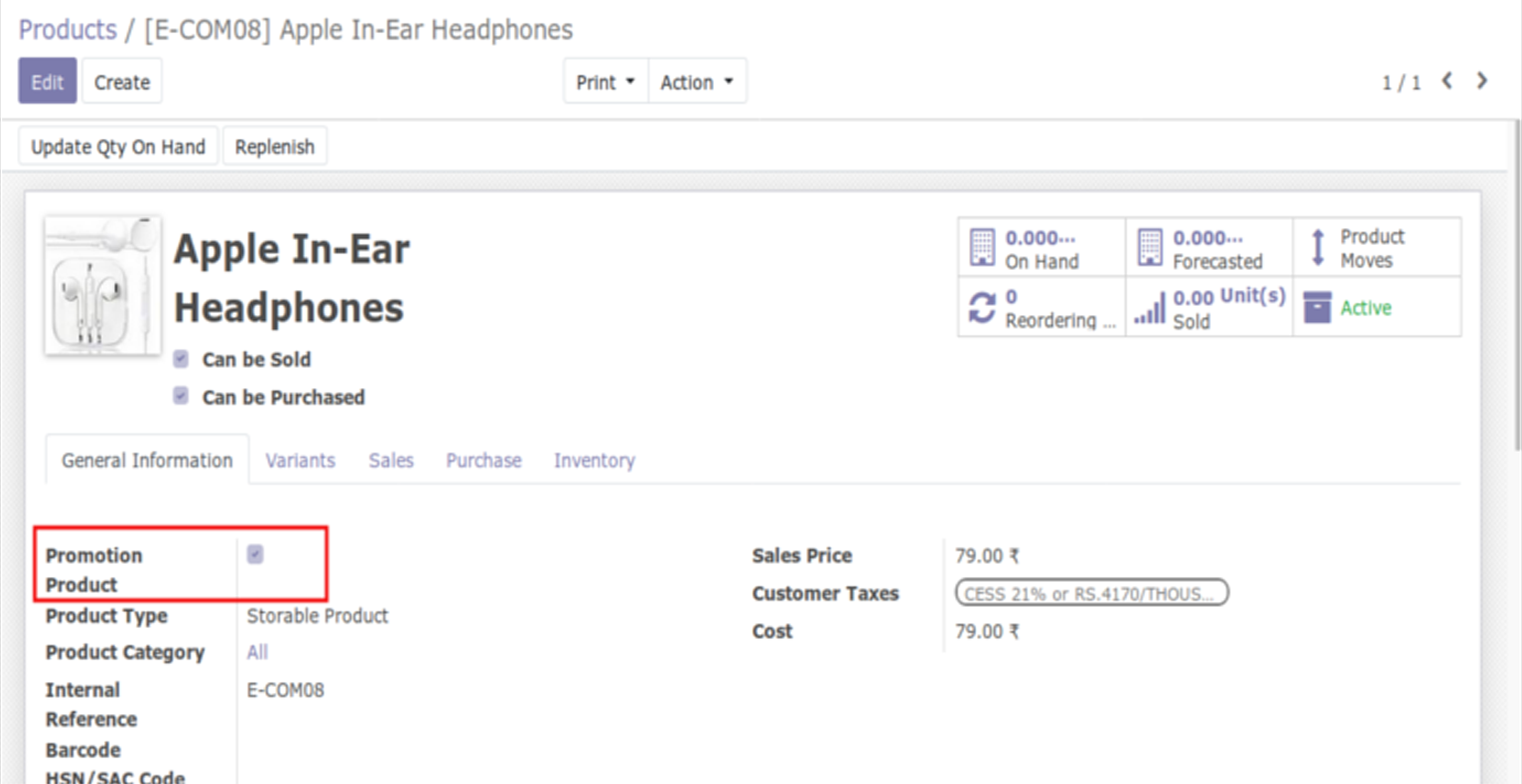 Products / [E-COM08] Apple In-Ear Headphones
Edit Create Print Action 1 / 1
Update Qty On Hand Replenish
Apple In-Ear
Headphones
Can be Sold
Can be Purchased
0.000...
On Hand
0.000...
Forecasted
Product
Moves
0
Reordering ...
0.00 Unit(s)
Sold
Active
General Information Variants Sales Purchase Inventory
Promotion
Product
Product Type Storable Product
Product Category All
Internal
Reference
E-COM08
Barcode
HSN/SAC Code
Sales Price 79.00 ₹
Customer Taxes CESS 21% or RS.4170/THOUS...
Cost 79.00 ₹